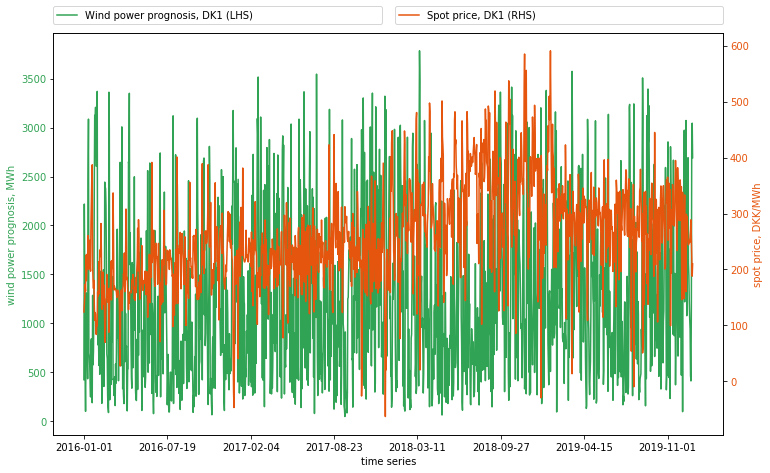 Wind power prognosis, DK1 (LHS)
Spot price, DK1 (RHS)
wind power prognosis, MWh
3500
3000
2500
2000
1500
1000
500
0
600
500
400
300
200
100
0
spot price, DKK/MWh
2016-01-01 2016-07-19 2017-02-04 2017-08-23 2018-03-11 2018-09-27 2019-04-15 2019-11-01
time series